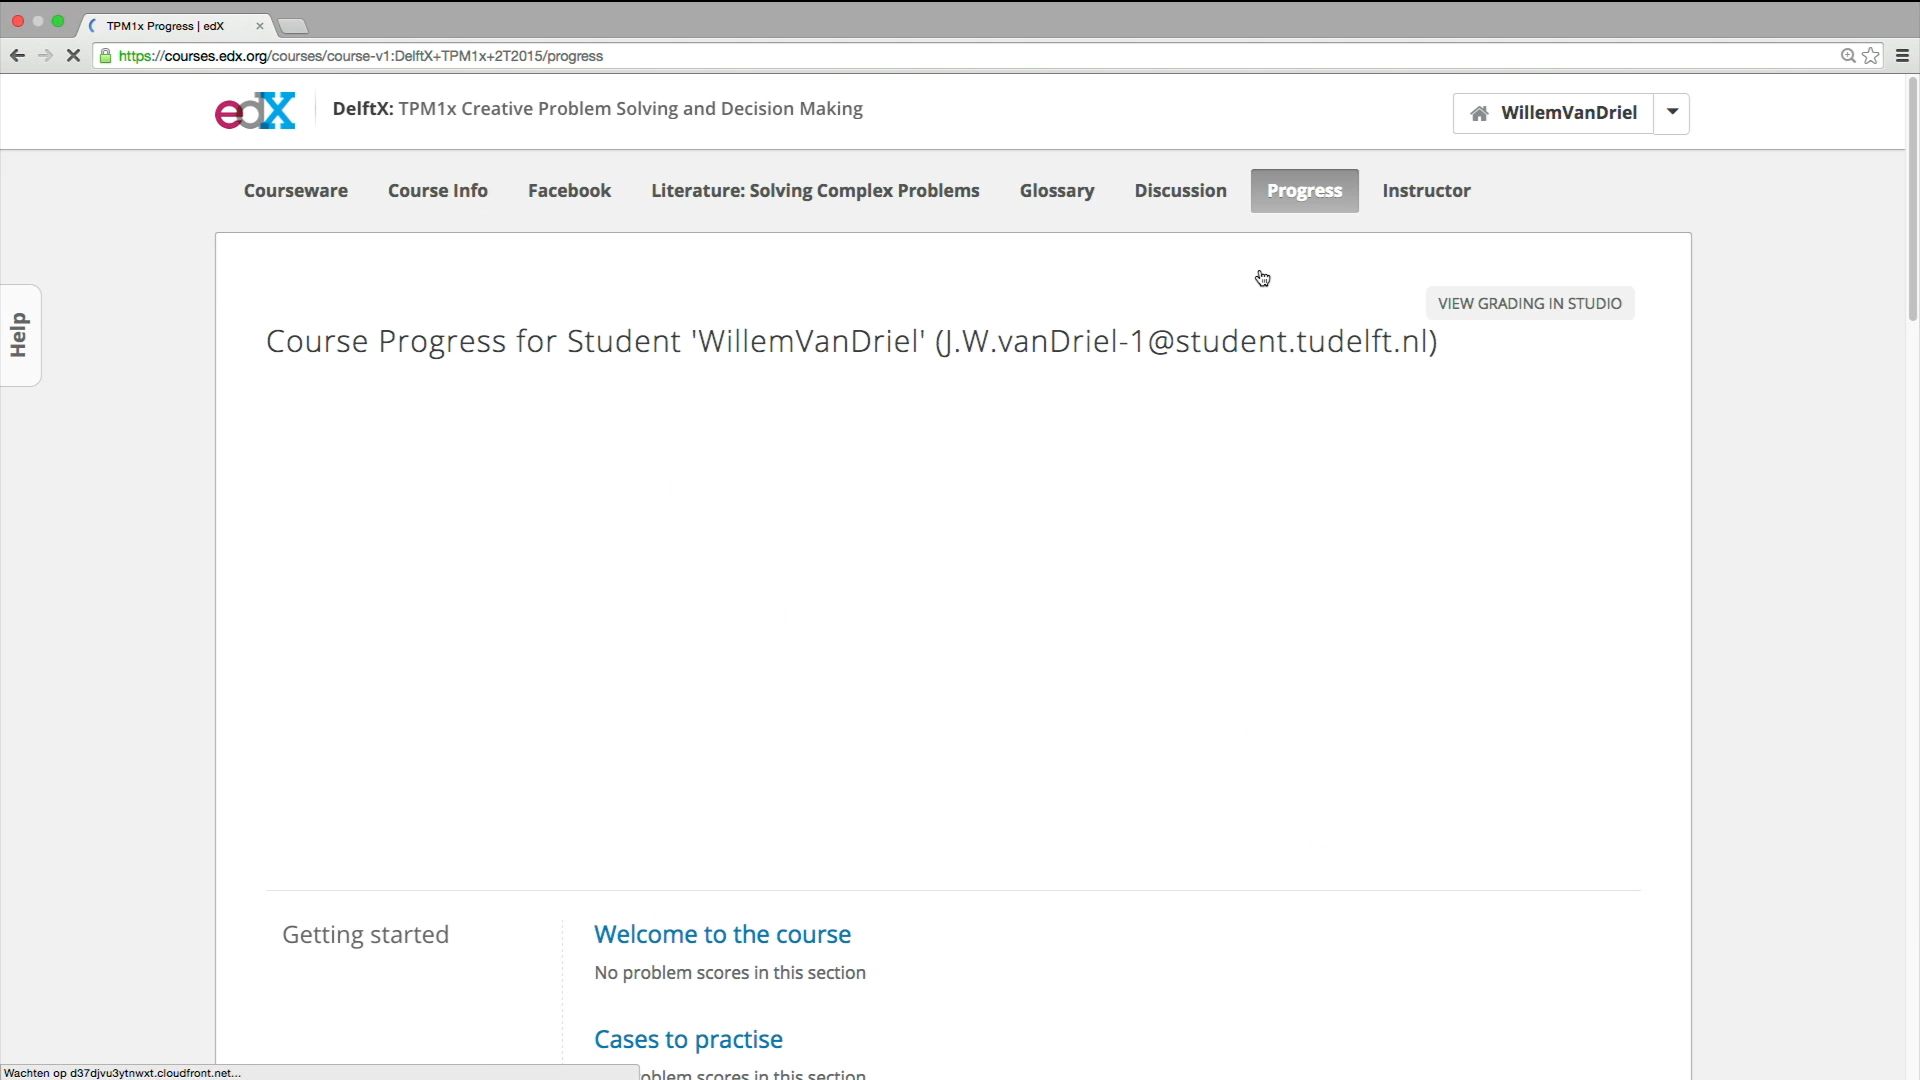 TPM1x Progress | edX
https://courses.edx.org/courses/course-v1:DelftX+TPM1x+2T2015/progress
edX
DelftX: TPM1x Creative Problem Solving and Decision Making
WillemVanDriel
Courseware Course Info Facebook Literature: Solving Complex Problems Glossary Discussion Progress Instructor
Help
VIEW GRADING IN STUDIO
Course Progress for Student 'WillemVanDriel' (J.W.vanDriel-1@student.tudelft.nl)
Getting started
Welcome to the course
No problem scores in this section
Cases to practise
oblem scores in this section
Wachten op d37djvu3ytnwxt.cloudfront.net...